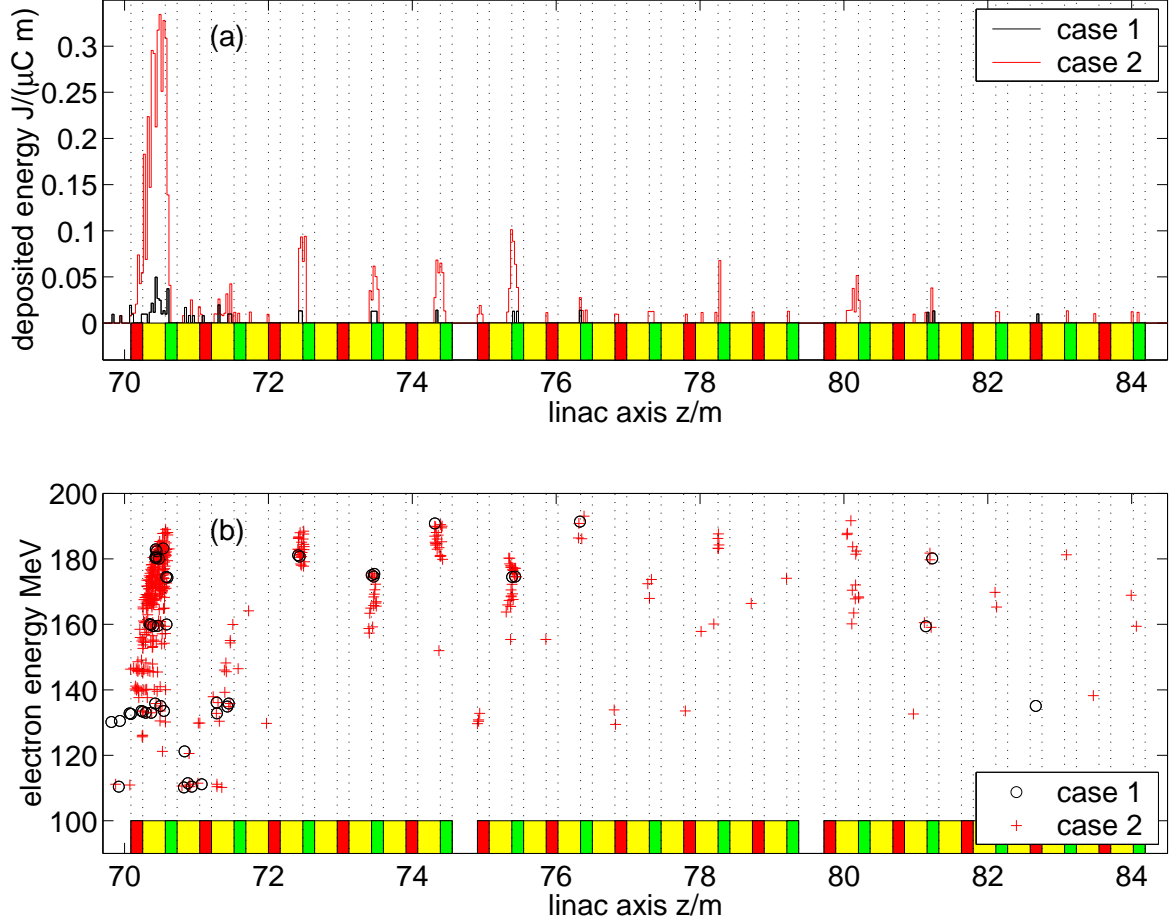 (a)
case 1
case 2
deposited energy J/(μC m)
0.3
0.25
0.2
0.15
0.1
0.05
0
70 72 74 76 78 80 82 84
linac axis z/m
(b)
electron energy MeV
200
180
160
140
120
100
case 1
case 2
70 72 74 76 78 80 82 84
linac axis z/m